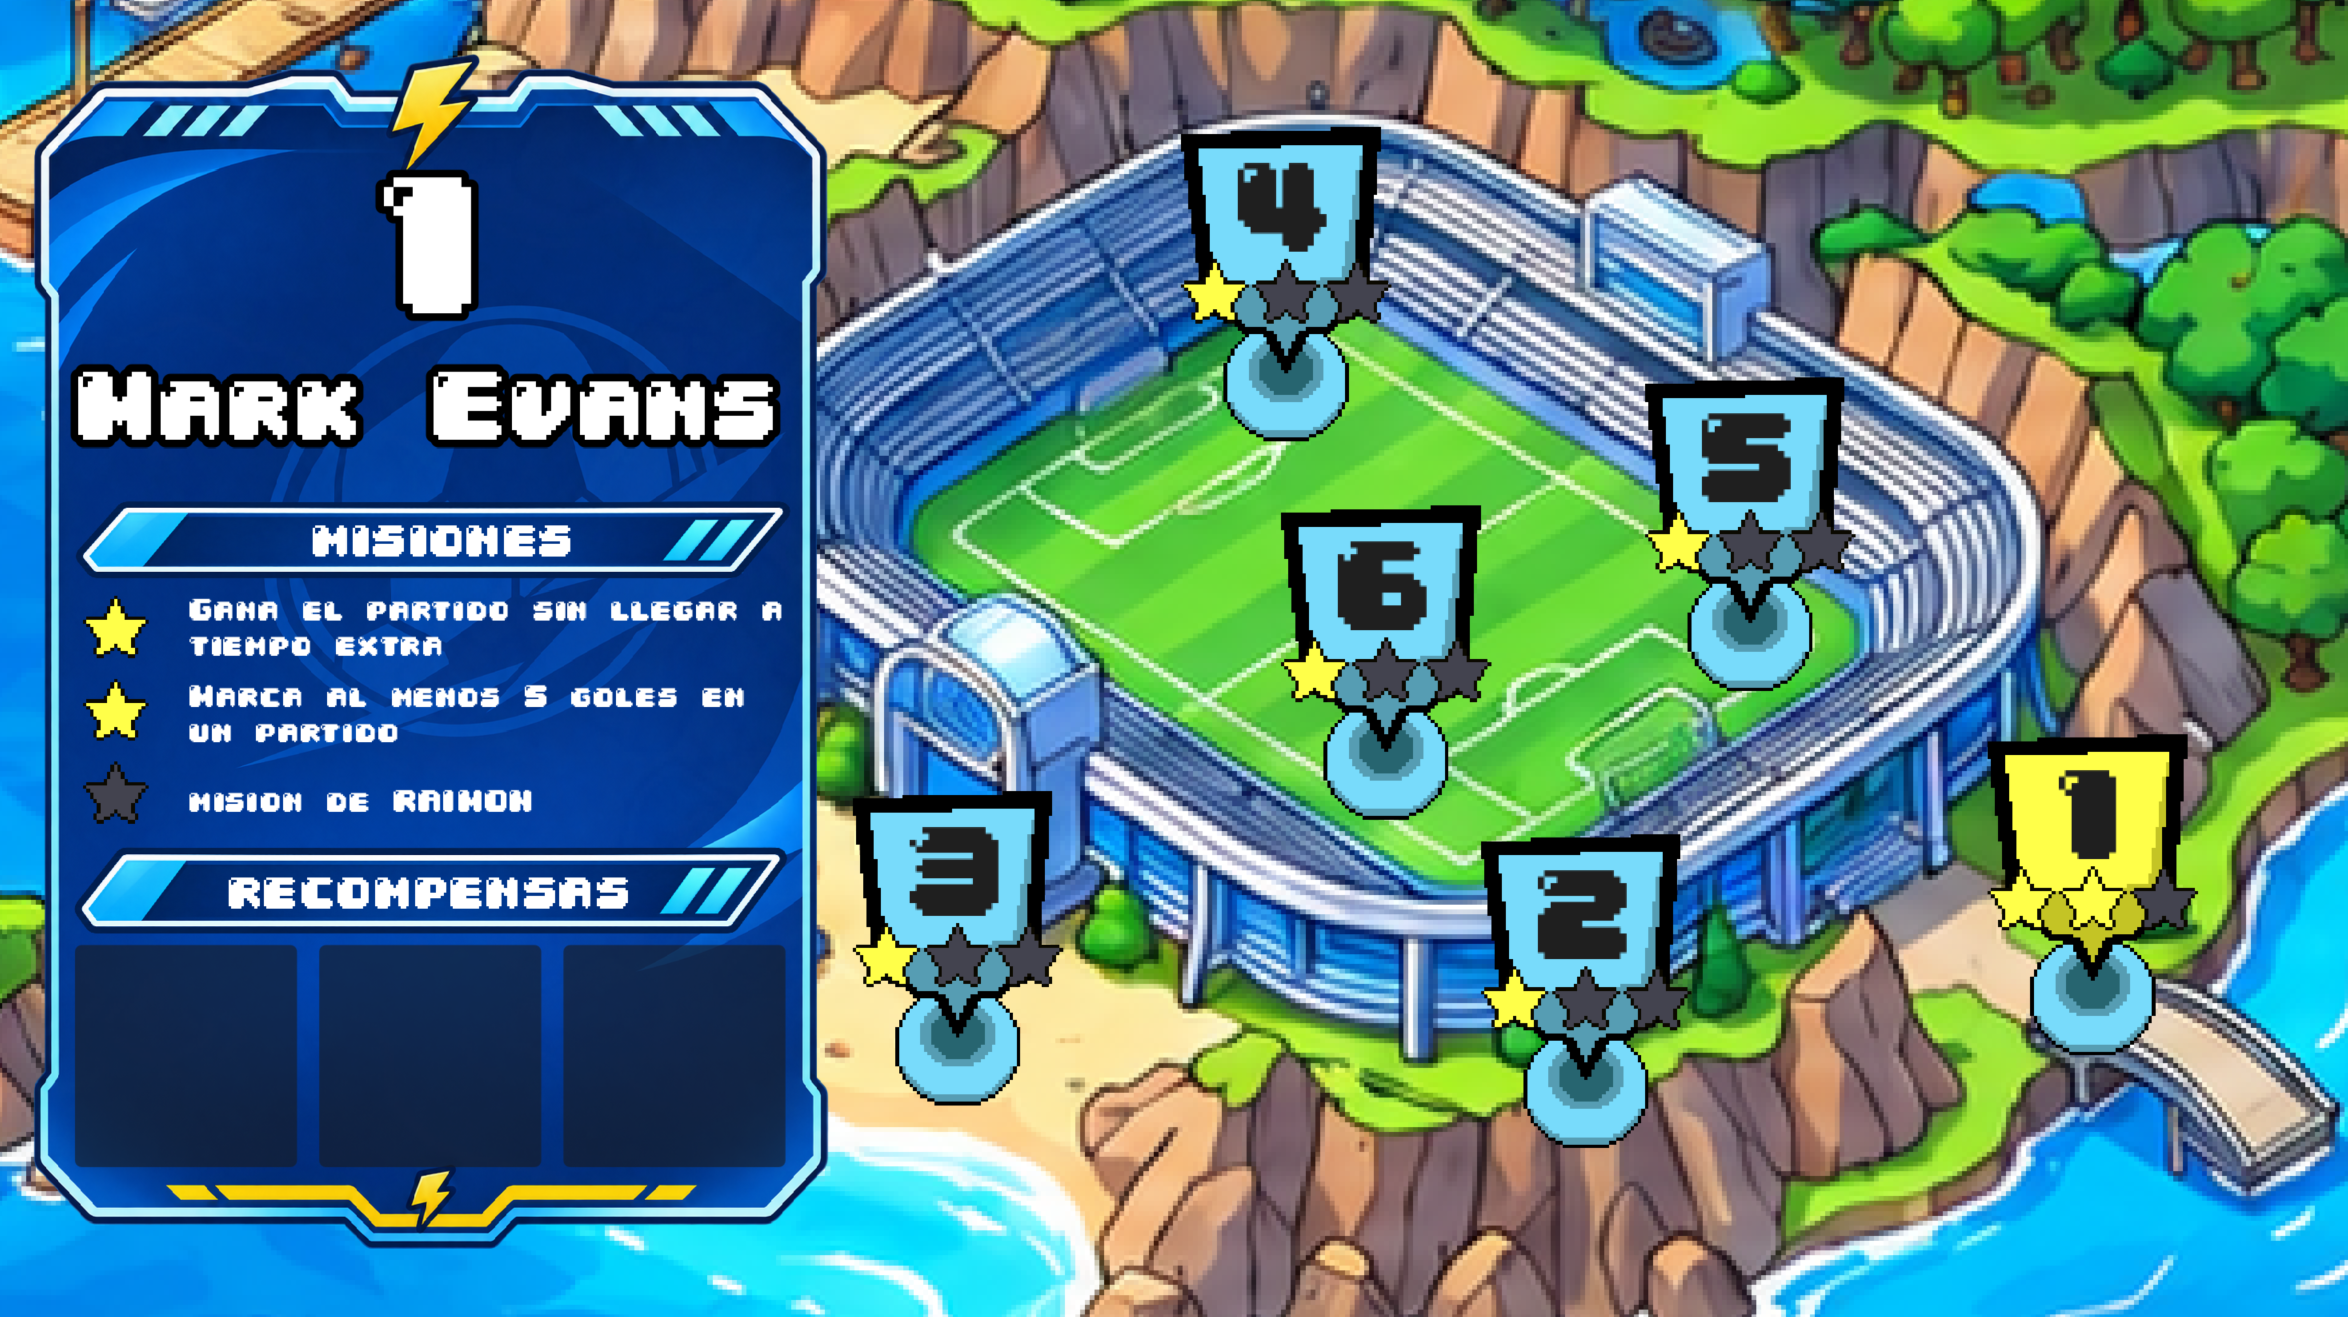 1
Mark Evans
MISIONES
Gana el partido sin llegar a
tiempo extra
Marca al menos 5 goles en
un partido
mision de RAIMON
RECOMPENSAS
4
5
6
1
3
2